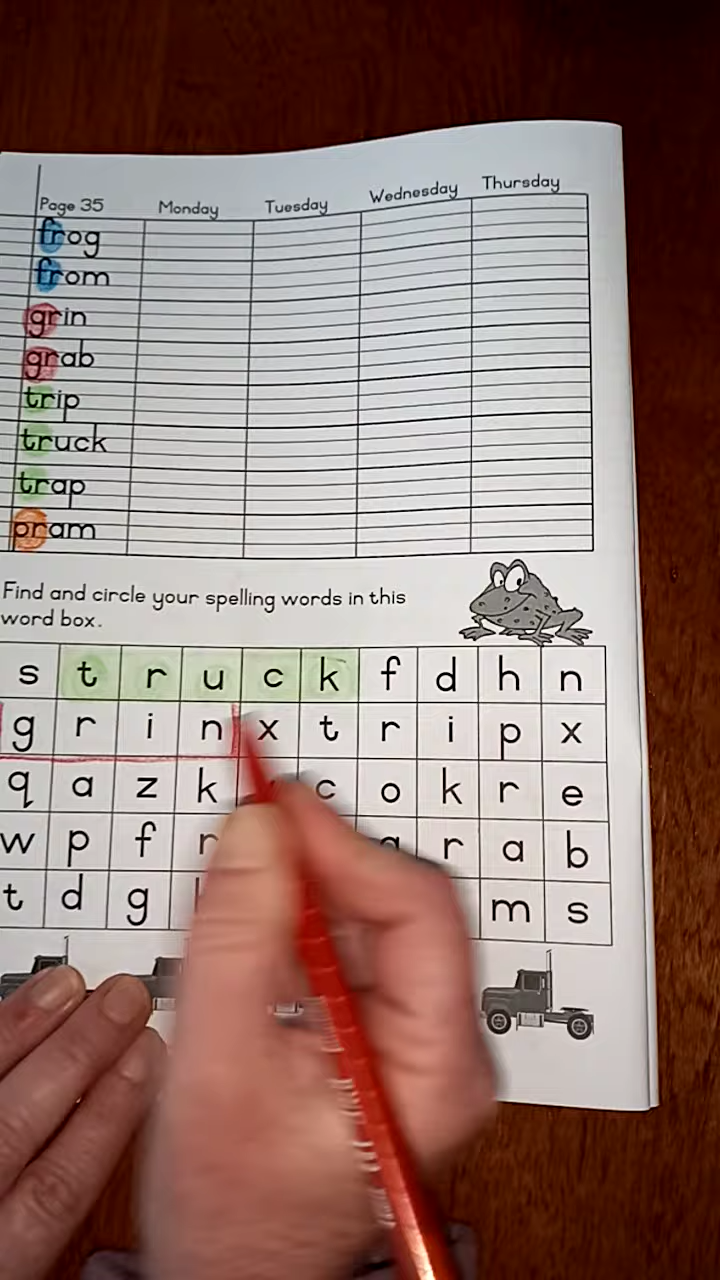 Page 35 Monday Tuesday Wednesday Thursday
frog
from
grin
grab
trip
truck
trap
pram
Find and circle your spelling words in this
word box.
s t r u c k f d h n
g r i n x t r i p x
q a z k c o k r e
w p f r a b
t d g m s